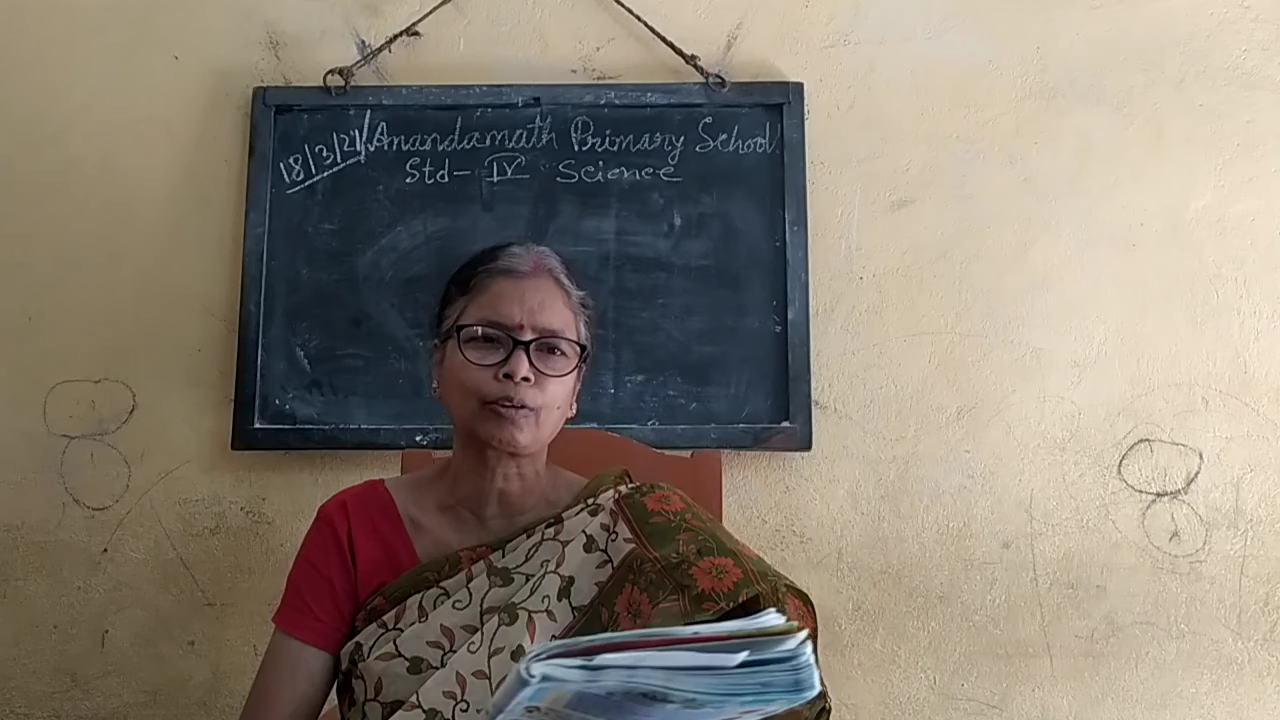 18/3/21/ Anandamath Primary School
Std- IV Science